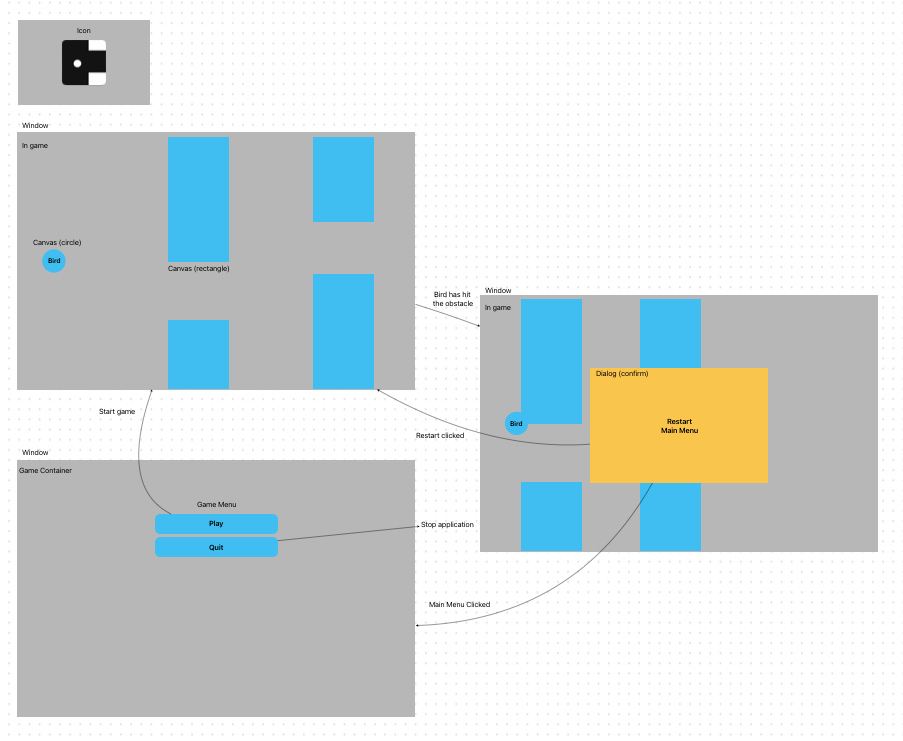 Icon
Window
In game
Canvas (circle)
Bird
Canvas (rectangle)
Bird has hit
the obstacle
Window
In game
Dialog (confirm)
Restart
Main Menu
Bird
Start game
Restart clicked
Window
Game Container
Game Menu
Play
Quit
Stop application
Main Menu Clicked